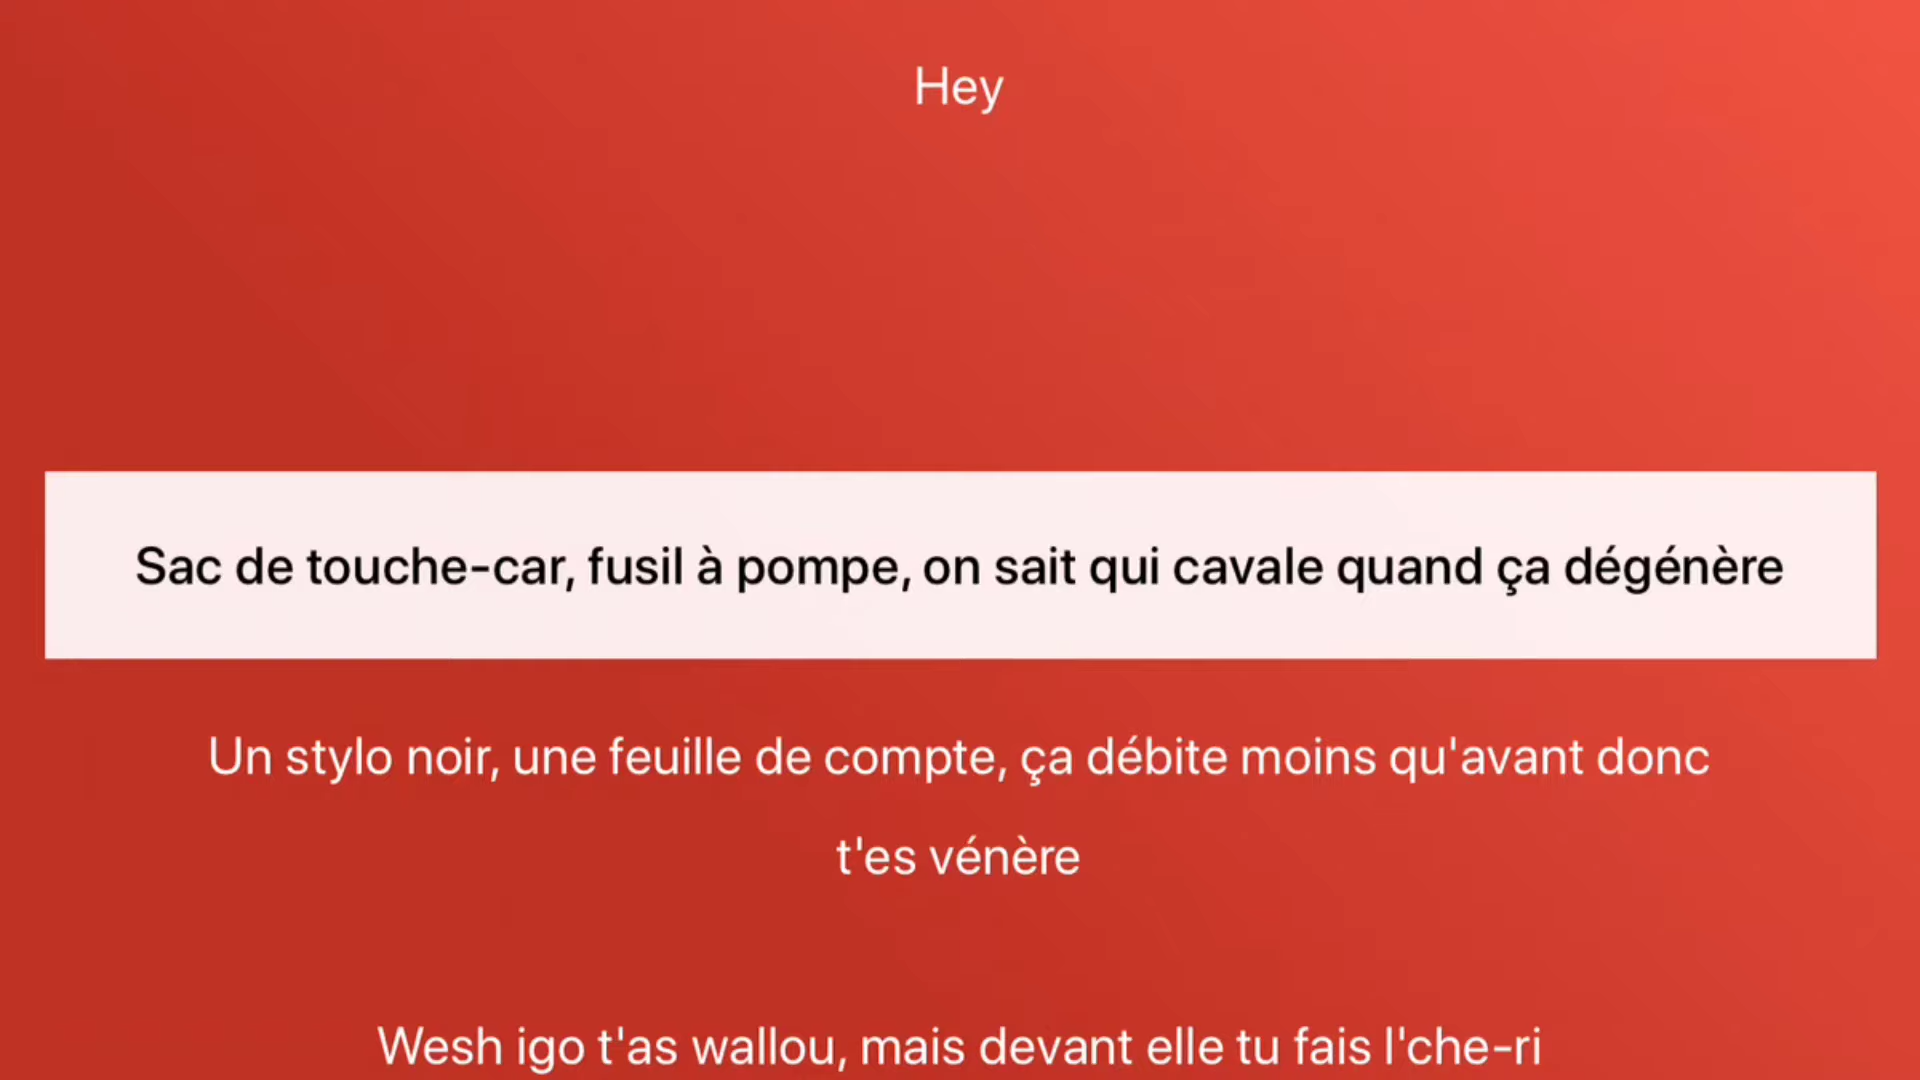 Hey
Sac de touche-car, fusil à pompe, on sait qui cavale quand ça dégénère
Un stylo noir, une feuille de compte, ça débite moins qu'avant donc
t'es vénère
Wesh igo t'as wallou, mais devant elle tu fais l'che-ri